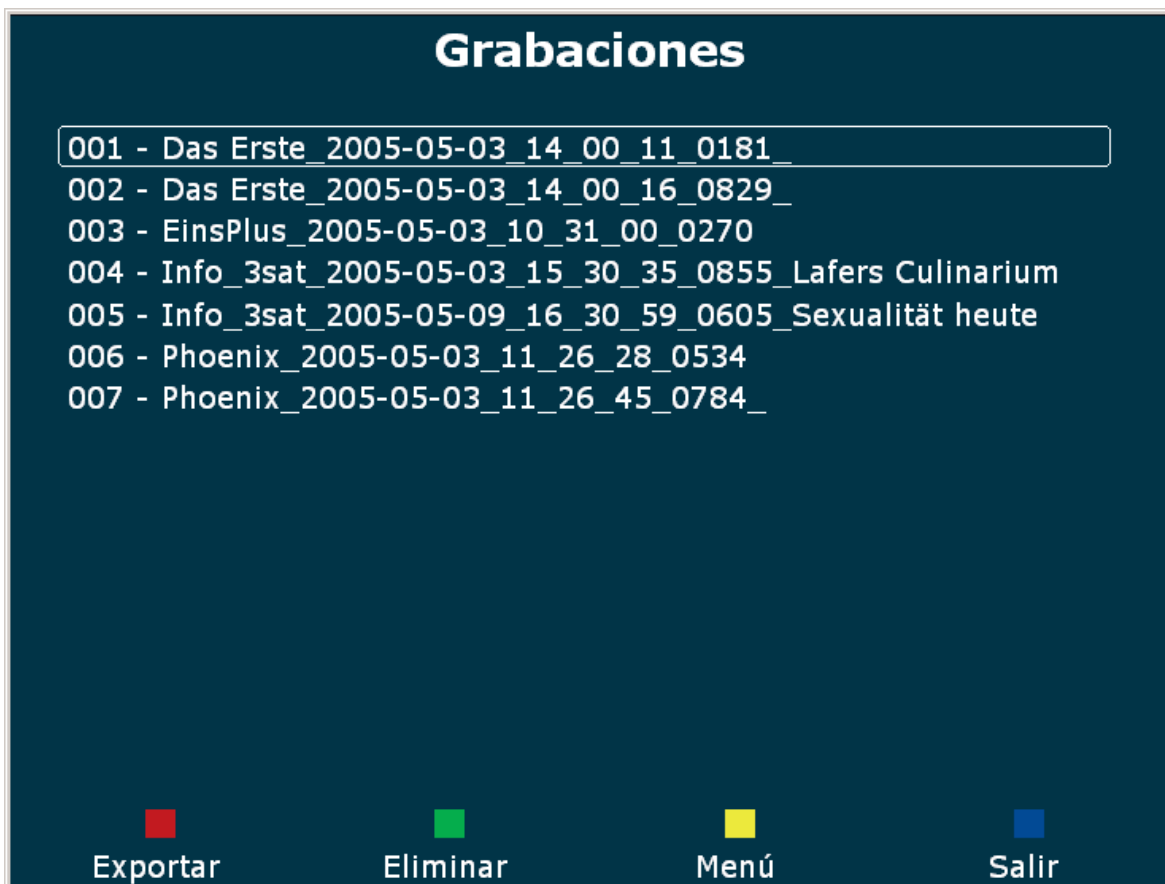 Grabaciones
001 - Das Erste_2005-05-03_14_00_11_0181_
002 - Das Erste_2005-05-03_14_00_16_0829_
003 - EinsPlus_2005-05-03_10_31_00_0270
004 - Info_3sat_2005-05-03_15_30_35_0855_Lafers Culinarium
005 - Info_3sat_2005-05-09_16_30_59_0605_Sexualität heute
006 - Phoenix_2005-05-03_11_26_28_0534
007 - Phoenix_2005-05-03_11_26_45_0784_
Exportar Eliminar Menú Salir